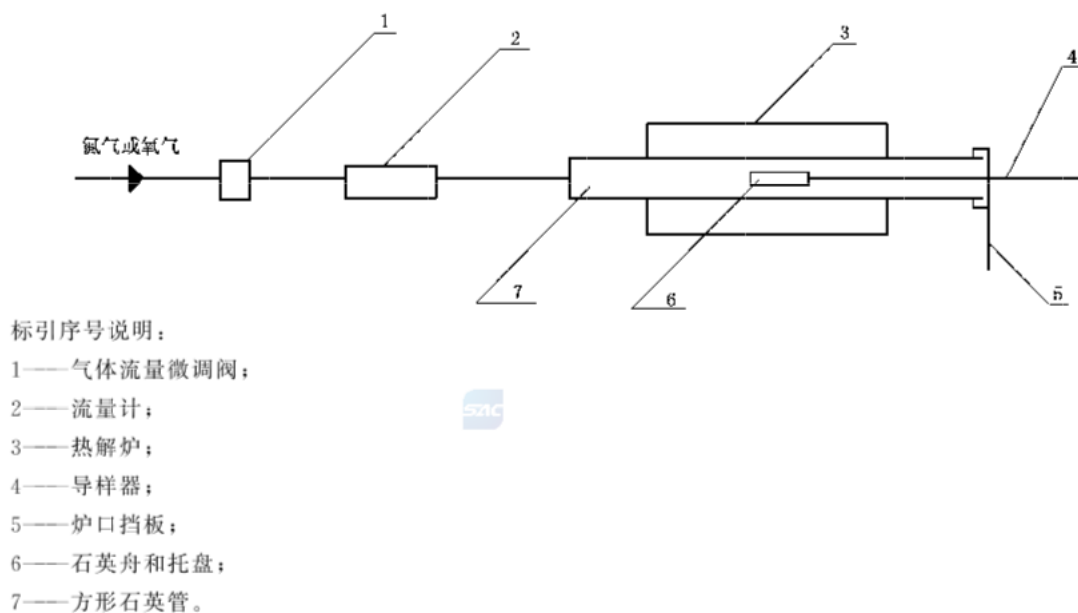 1
2
3
4
氮气或氧气
7
6
5
标引序号说明：
1——气体流量微调阀；
2——流量计；
3——热解炉；
4——导样器；
5——炉口挡板；
6——石英舟和托盘；
7——方形石英管。
SAC